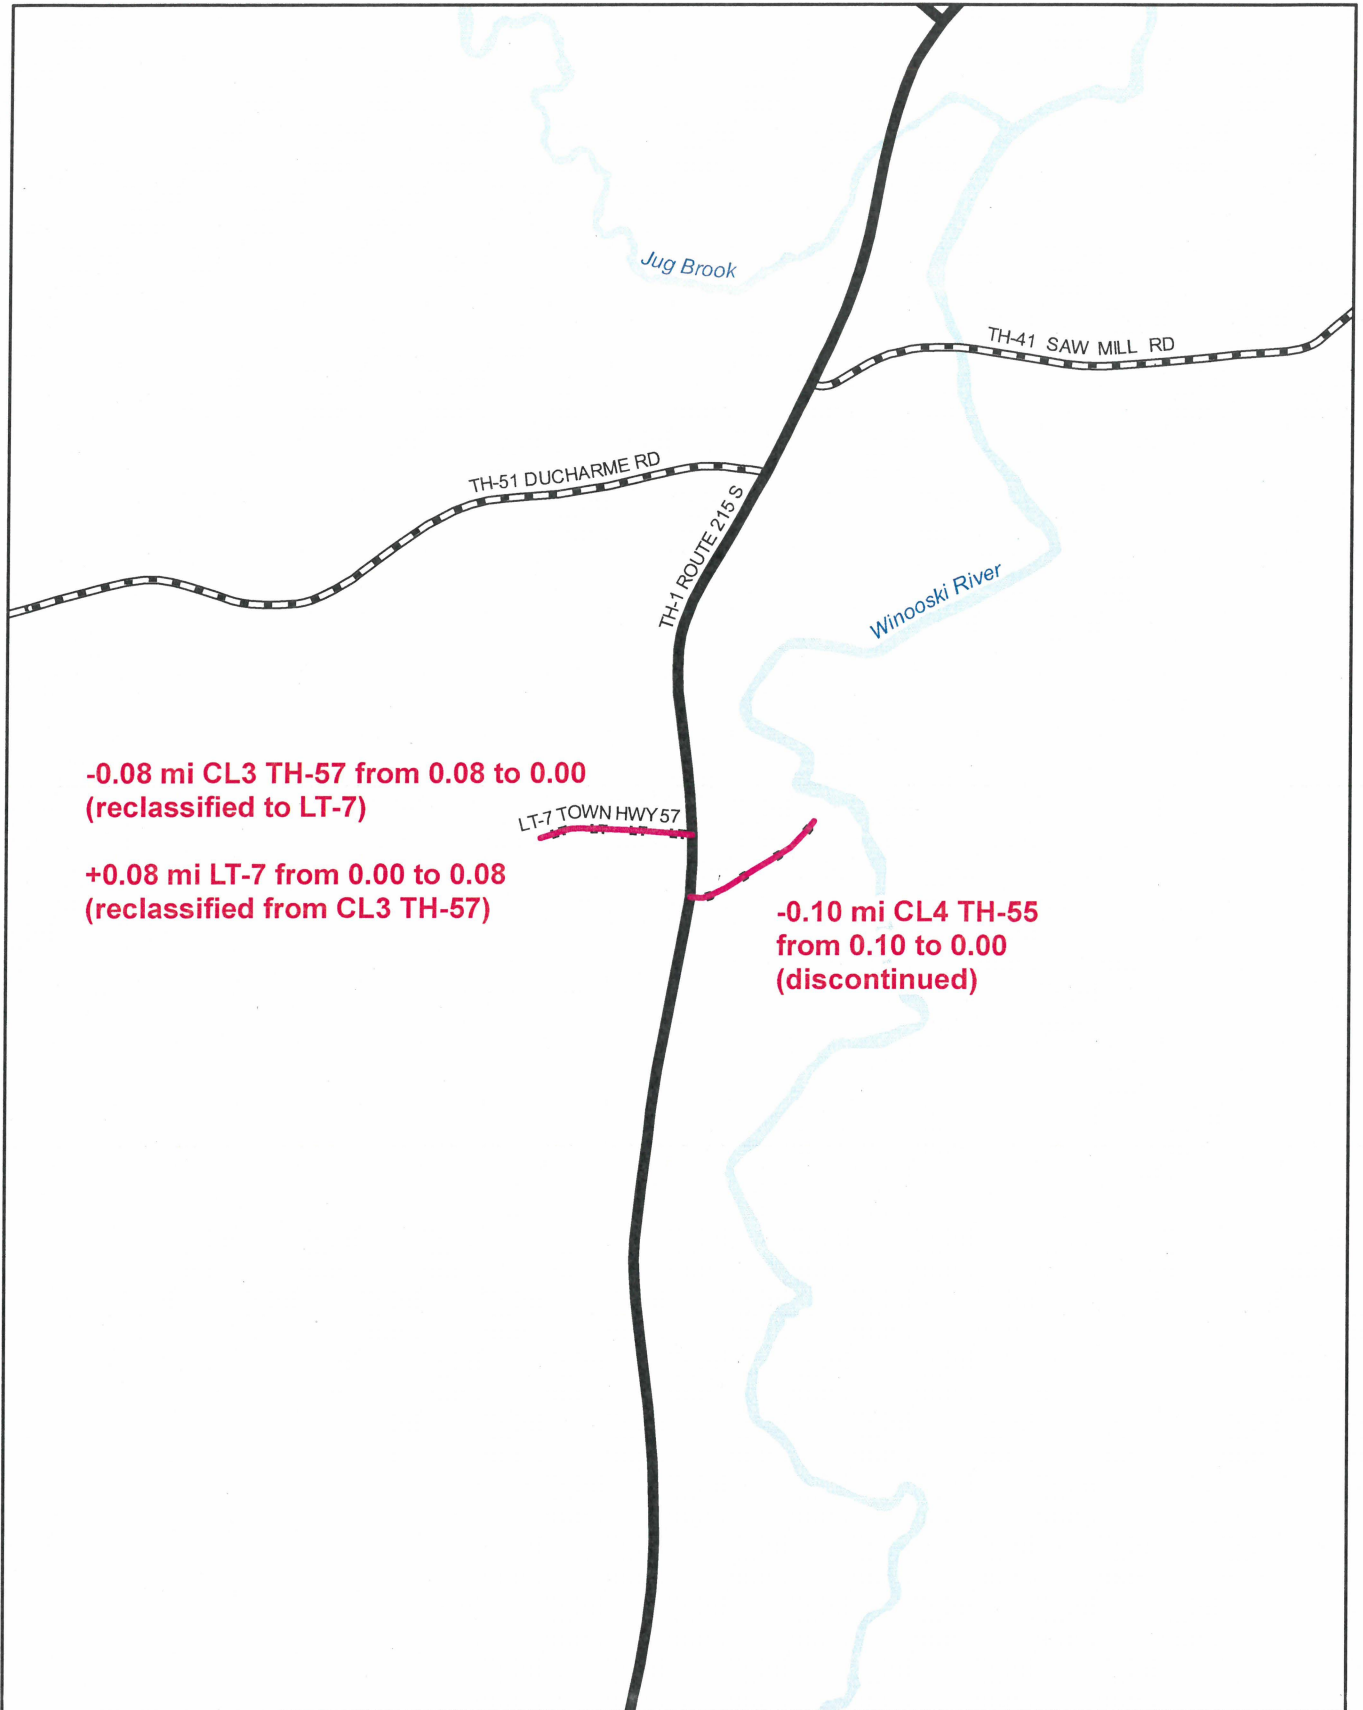 Jug Brook
TH-41 SAW MILL RD
TH-51 DUCHARME RD
TH-1 ROUTE 215 S
Winooski River
-0.08 mi CL3 TH-57 from 0.08 to 0.00
(reclassified to LT-7)
LT-7 TOWN HWY 57
+0.08 mi LT-7 from 0.00 to 0.08
(reclassified from CL3 TH-57)
-0.10 mi CL4 TH-55
from 0.10 to 0.00
(discontinued)